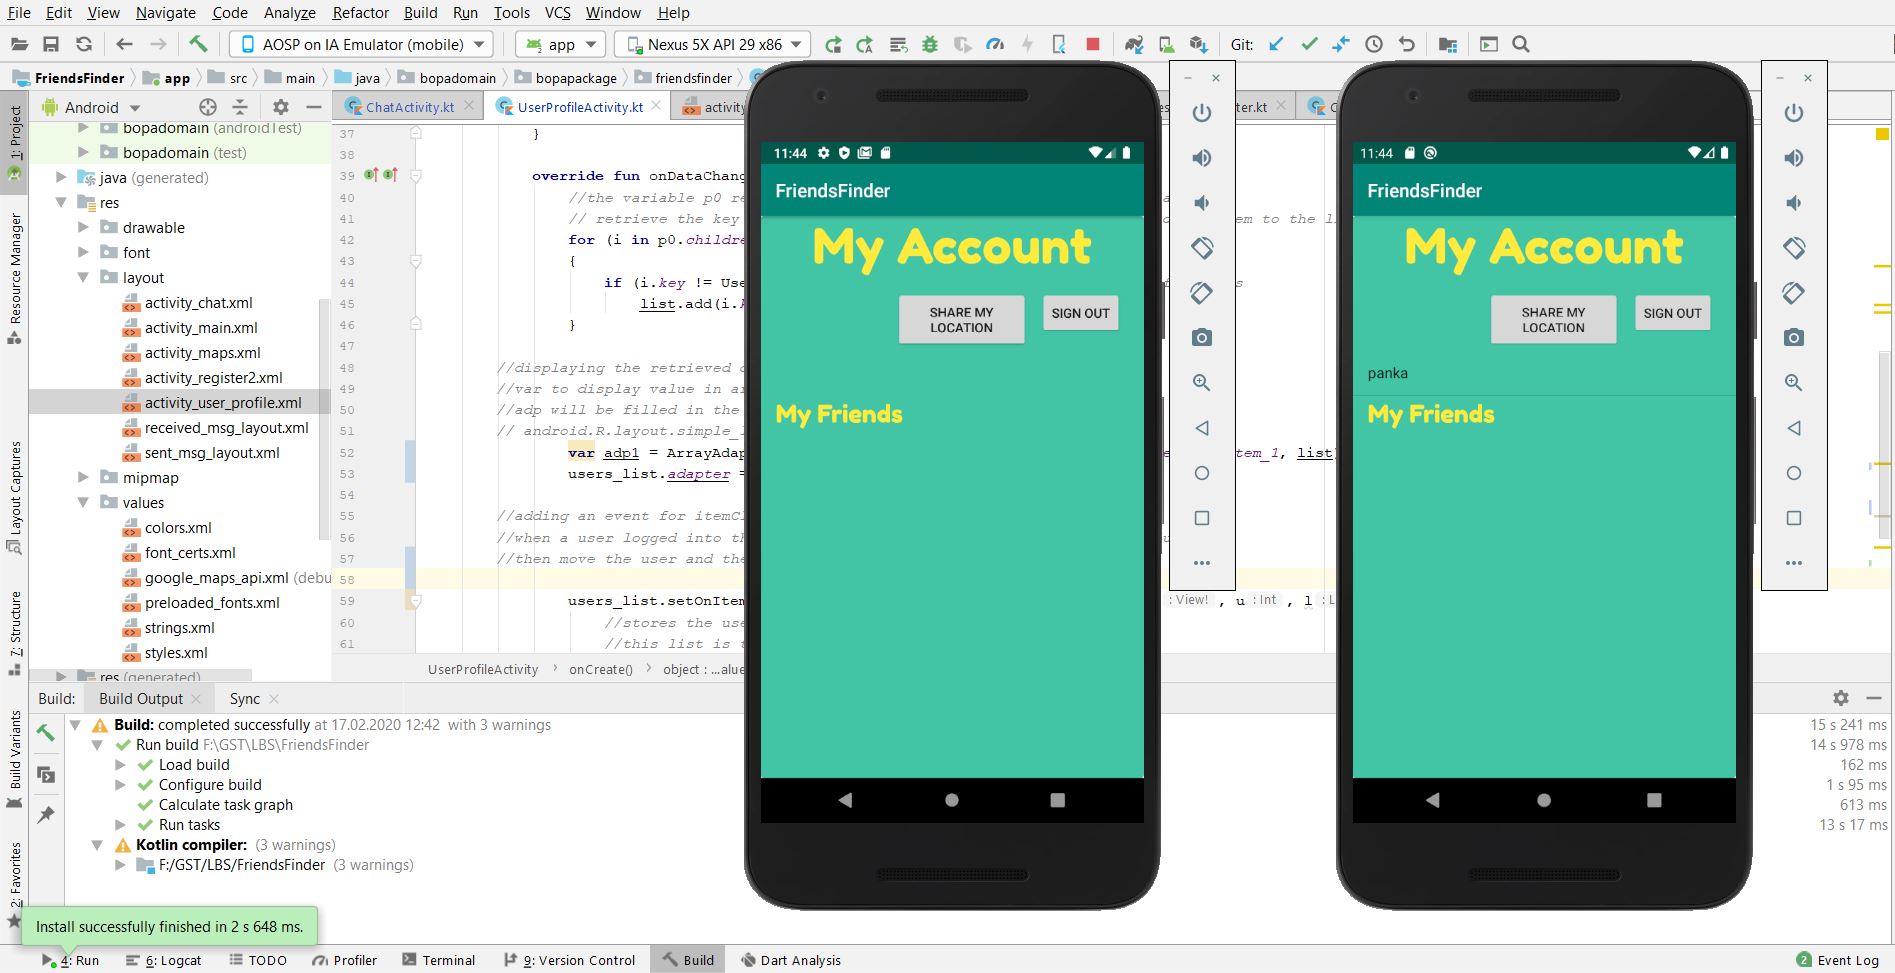 File Edit View Navigate Code Analyze Refactor Build Run Tools VCS Window Help
AOSP on IA Emulator (mobile) app Nexus 5X API 29 x86 Git:
FriendsFinder app src main java bopadomain bopapackage friendsfinder
1: Project
Resource Manager
Layout Captures
7: Structure
Build Variants
2: Favorites
Android
bopadomain (androidTest)
bopadomain (test)
java (generated)
res
drawable
font
layout
activity_chat.xml
activity_main.xml
activity_maps.xml
activity_register2.xml
activity_user_profile.xml
received_msg_layout.xml
sent_msg_layout.xml
mipmap
values
colors.xml
font_certs.xml
google_maps_api.xml (debu
preloaded_fonts.xml
strings.xml
styles.xml
res (generated)
ChatActivity.kt UserProfileActivity.kt activity ter.kt
37 }
38
39 override fun onDataChang
40 //the variable p0 re
41 // retrieve the key em to the l
42 for (i in p0.childre
43 {
44 if (i.key != Use s
45 list.add(i.
46 }
47
48 //displaying the retrieved
49 //var to display value in ar
50 //adp will be filled in the
51 // android.R.layout.simple_
52 var adp1 = ArrayAdap tem_1, list
53 users_list.adapter =
54
55 //adding an event for itemCl
56 //when a user logged into th u
57 //then move the user and the
58
59 users_list.setOnItem : View! , u : Int , l : L
60 //stores the use
61 //this list is t
UserProfileActivity onCreate() object : ...alue
11:44
FriendsFinder
My Account
SHARE MY
LOCATION
SIGN OUT
My Friends
11:44
FriendsFinder
My Account
SHARE MY
LOCATION
SIGN OUT
panka
My Friends
Build: Build Output Sync
Build: completed successfully at 17.02.2020 12:42 with 3 warnings 15 s 241 ms
Run build F:\GST\LBS\FriendsFinder 14 s 978 ms
Load build 162 ms
Configure build 1 s 95 ms
Calculate task graph 613 ms
Run tasks 13 s 17 ms
Kotlin compiler: (3 warnings)
F:/GST/LBS/FriendsFinder (3 warnings)
Install successfully finished in 2 s 648 ms.
4: Run 6: Logcat TODO Profiler Terminal 9: Version Control Build Dart Analysis 2 Event Log